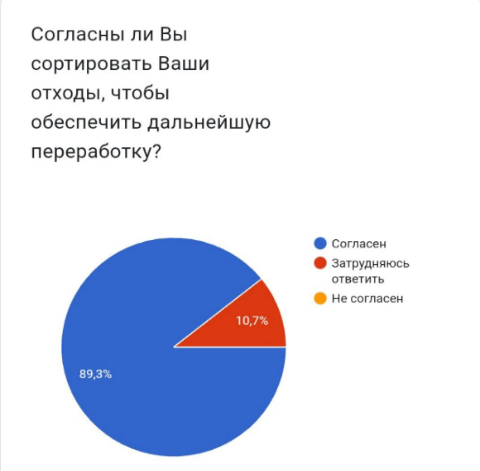 Согласны ли Вы
сортировать Ваши
отходы, чтобы
обеспечить дальнейшую
переработку?
Согласен
Затрудняюсь
ответить
Не согласен
10,7%
89,3%